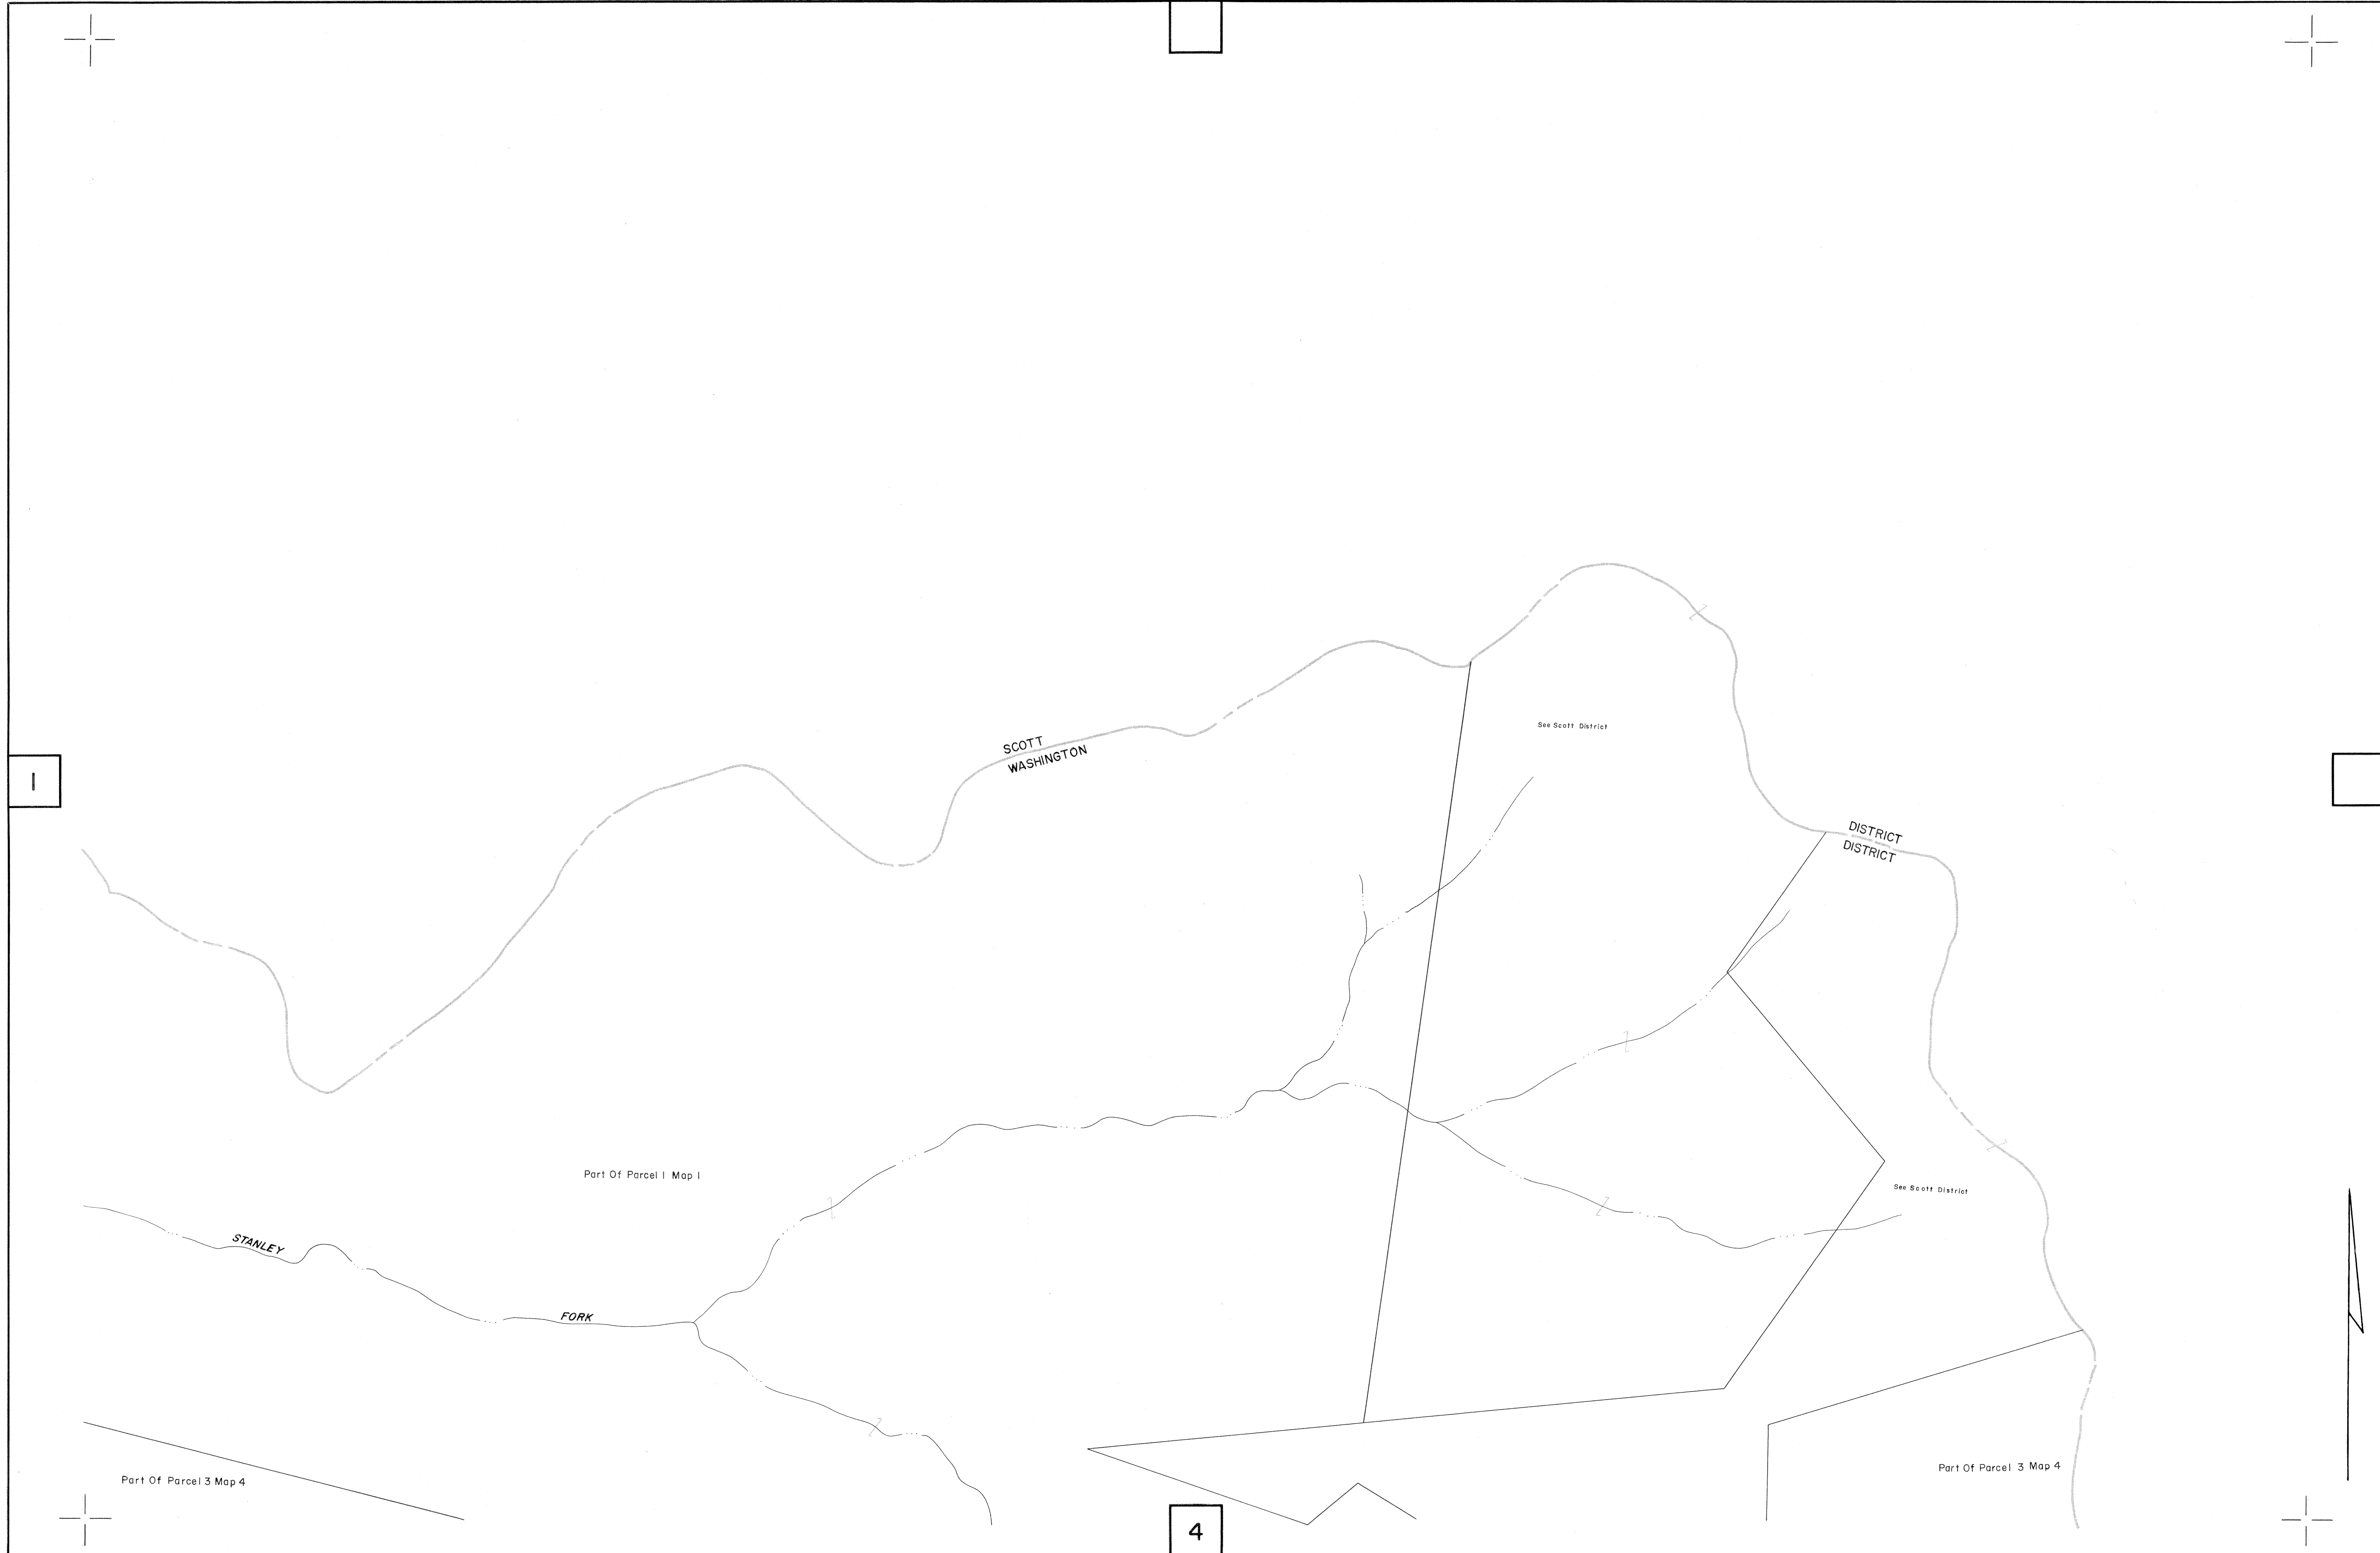 See Scott District
SCOTT
WASHINGTON
1
DISTRICT
DISTRICT
Part Of Parcel 1 Map 1
See Scott District
STANLEY
FORK
Part Of Parcel 3 Map 4
Part Of Parcel 3 Map 4
4